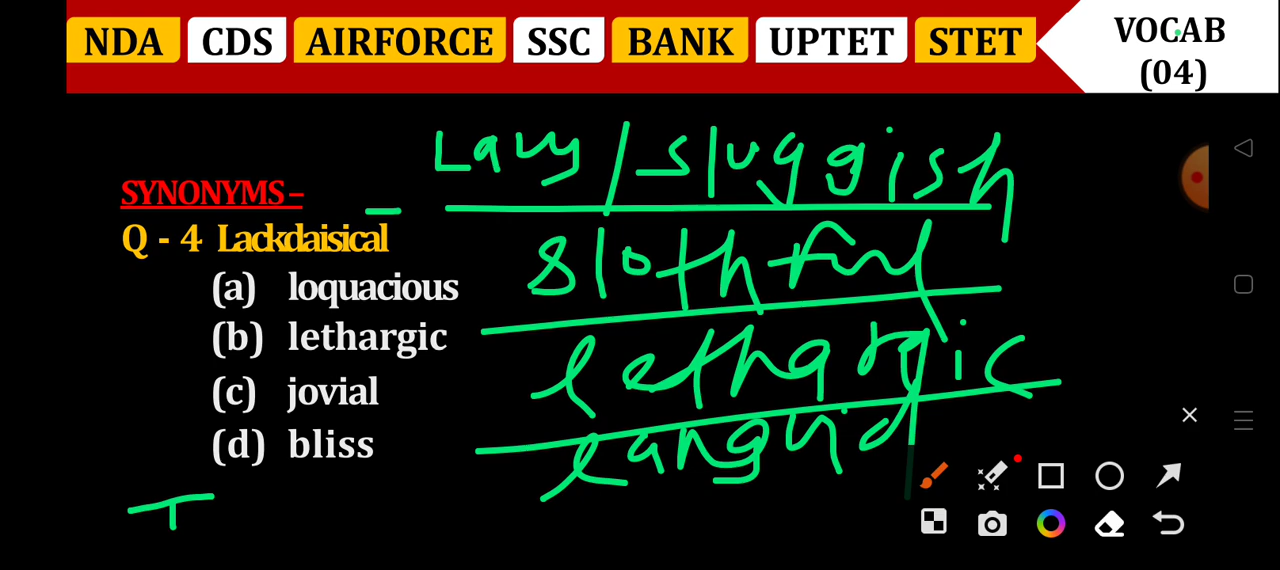 NDA CDS AIRFORCE SSC BANK UPTET STET
VOCAB
(04)
Lazy/sluggish
SYNONYMS –
Q - 4 Lackdaisical
slothful
(a) loquacious
(b) lethargic
lethargic
(c) jovial
(d) bliss
languid
T